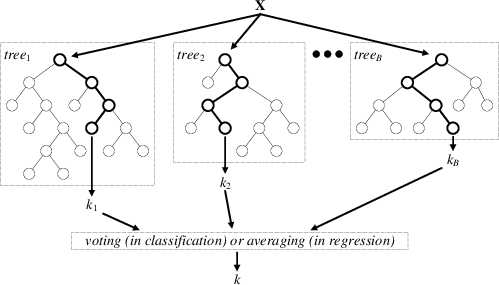 X
tree1
tree2
treeB
k1
k2
kB
voting (in classification) or averaging (in regression)
k